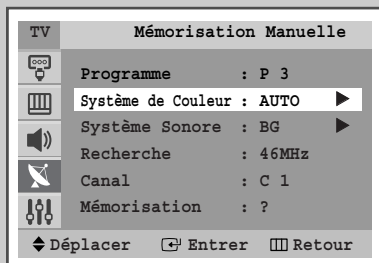 TV Mémorisation Manuelle
Programme : P 3
Système de Couleur : AUTO
Système Sonore : BG
Recherche : 46MHz
Canal : C 1
Mémorisation : ?
Déplacer Entrer Retour